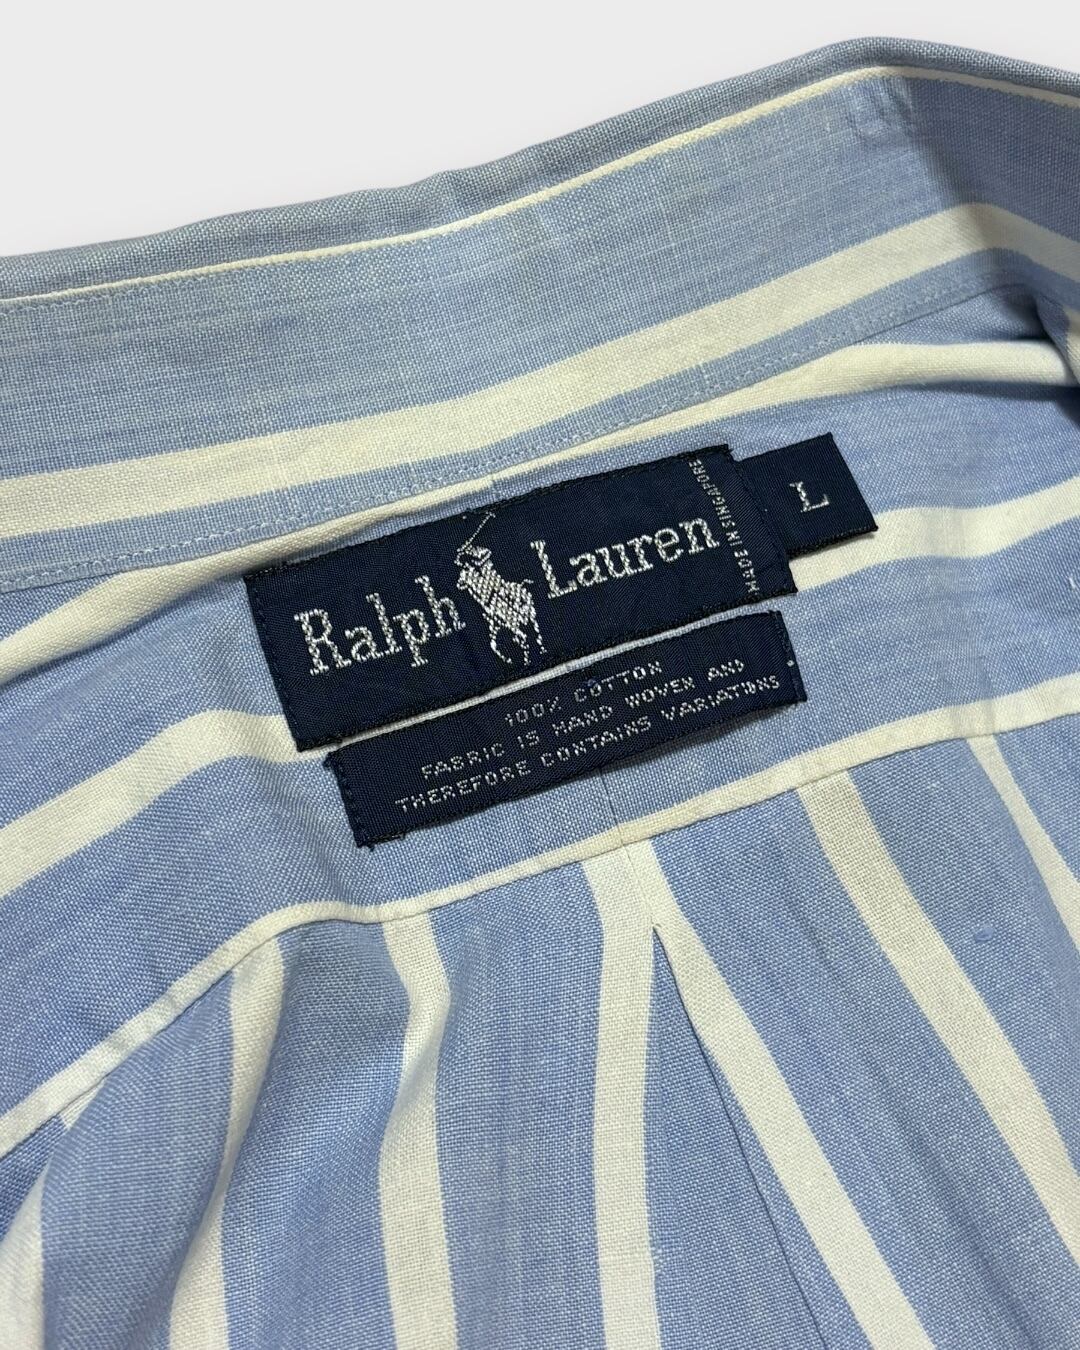 Ralph Lauren
MADE IN SINGAPORE
L
100% COTTON
FABRIC IS HAND WOVEN AND
THEREFORE CONTAINS VARIATIONS